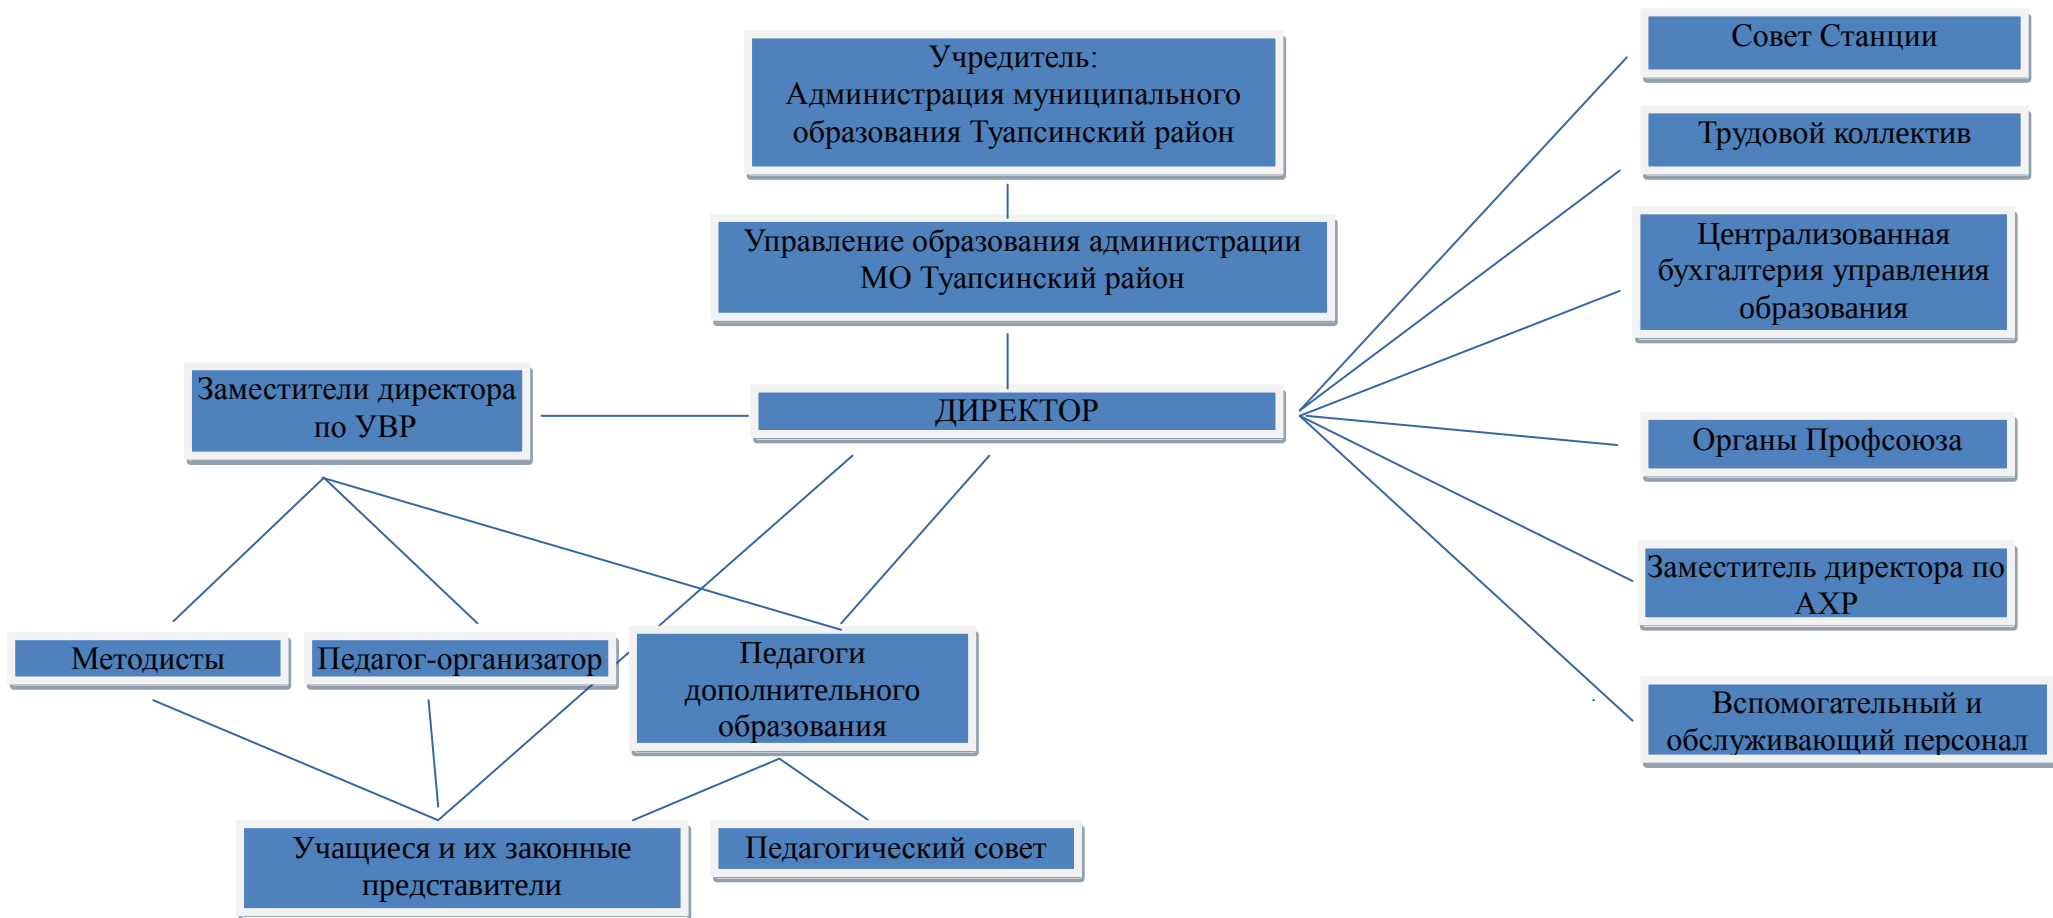 Учредитель:
Администрация муниципального
образования Туапсинский район
Управление образования администрации
МО Туапсинский район
ДИРЕКТОР
Заместители директора
по УВР
Методисты
Педагог-организатор
Педагоги
дополнительного
образования
Учащиеся и их законные
представители
Педагогический совет
Совет Станции
Трудовой коллектив
Централизованная
бухгалтерия управления
образования
Органы Профсоюза
Заместитель директора по
АХР
Вспомогательный и
обслуживающий персонал